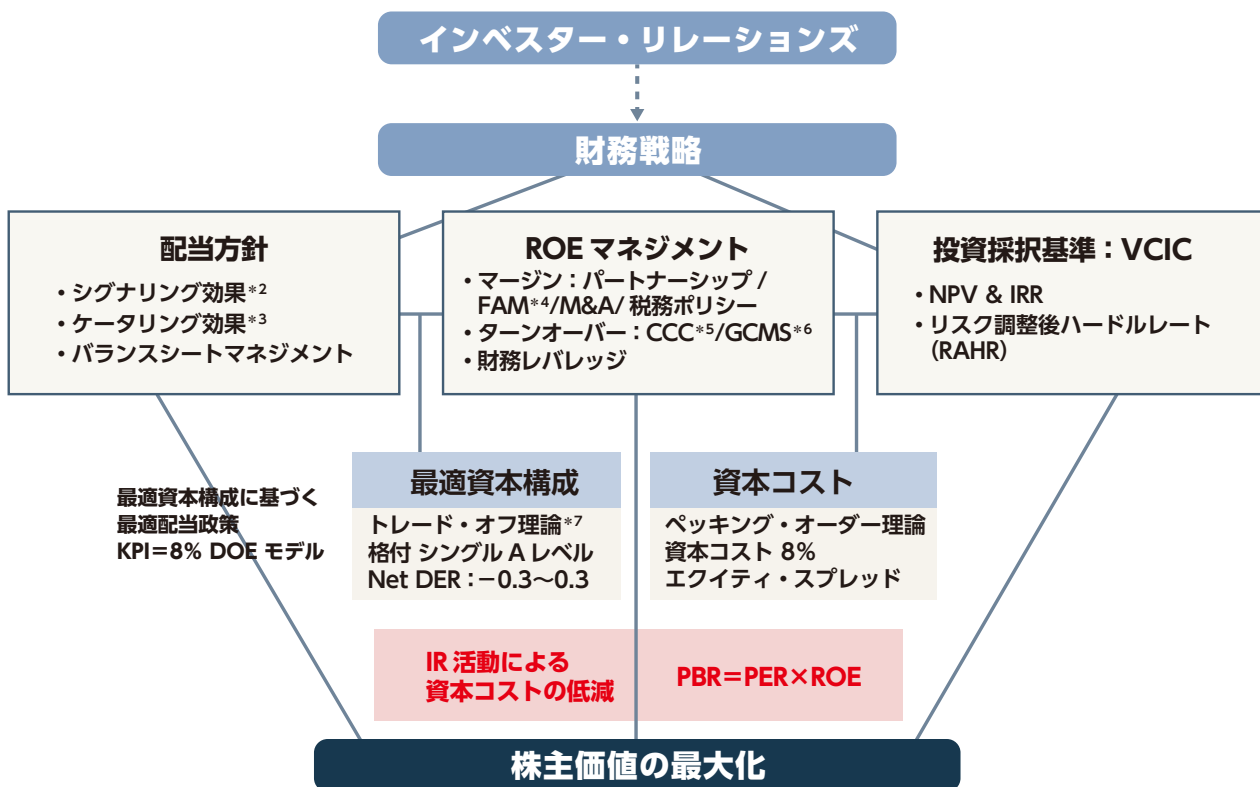 インベスター・リレーションズ
財務戦略
配当方針
・シグナリング効果*2
・ケータリング効果*3
・バランスシートマネジメント
ROE マネジメント
・マージン：パートナーシップ /
FAM*4/M&A/ 税務ポリシー
・ターンオーバー：CCC*5/GCMS*6
・財務レバレッジ
投資採択基準：VCIC
・NPV & IRR
・リスク調整後ハードルレート
(RAHR)
最適資本構成に基づく
最適配当政策
KPI＝8% DOE モデル
最適資本構成
トレード・オフ理論*7
格付 シングル A レベル
Net DER：－0.3～0.3
資本コスト
ペッキング・オーダー理論
資本コスト 8%
エクイティ・スプレッド
IR 活動による
資本コストの低減
PBR＝PER×ROE
株主価値の最大化